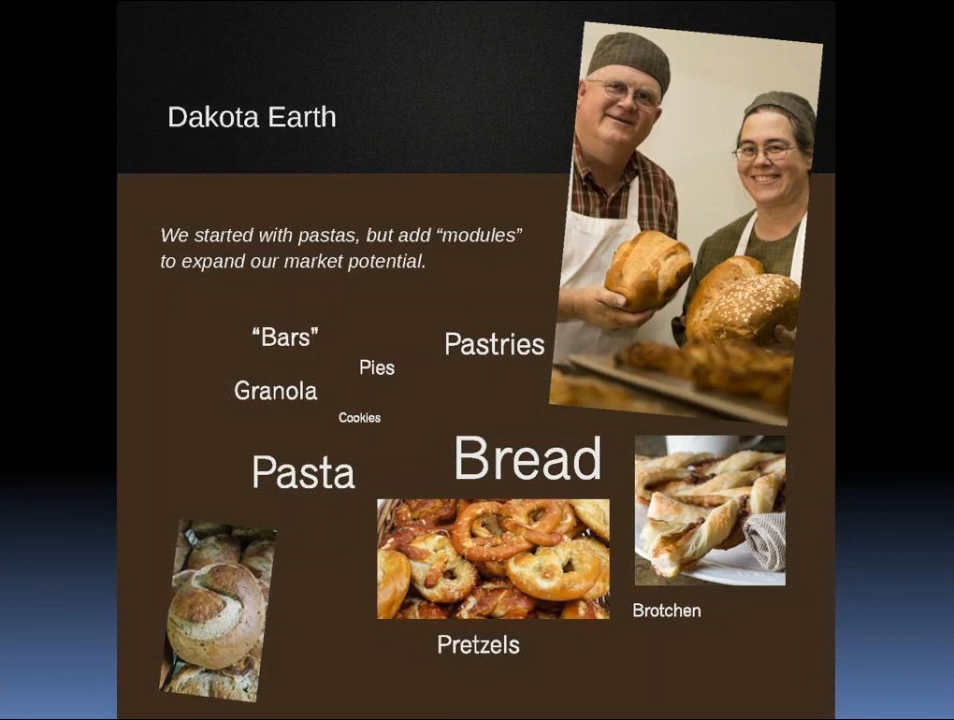 Dakota Earth
We started with pastas, but add “modules”
to expand our market potential.
“Bars”
Pastries
Pies
Granola
Cookies
Bread
Pasta
Brotchen
Pretzels